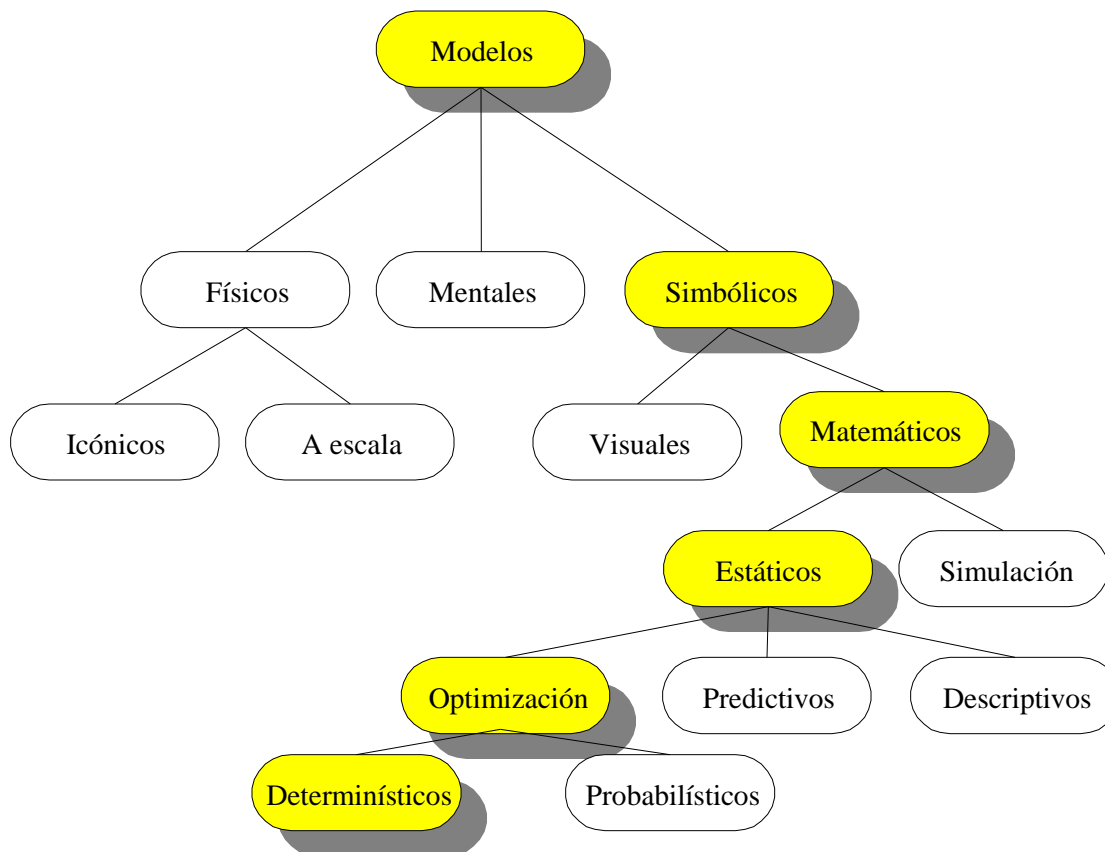 Modelos
Físicos
Mentales
Simbólicos
Icónicos
A escala
Visuales
Matemáticos
Estáticos
Simulación
Optimización
Predictivos
Descriptivos
Determinísticos
Probabilísticos